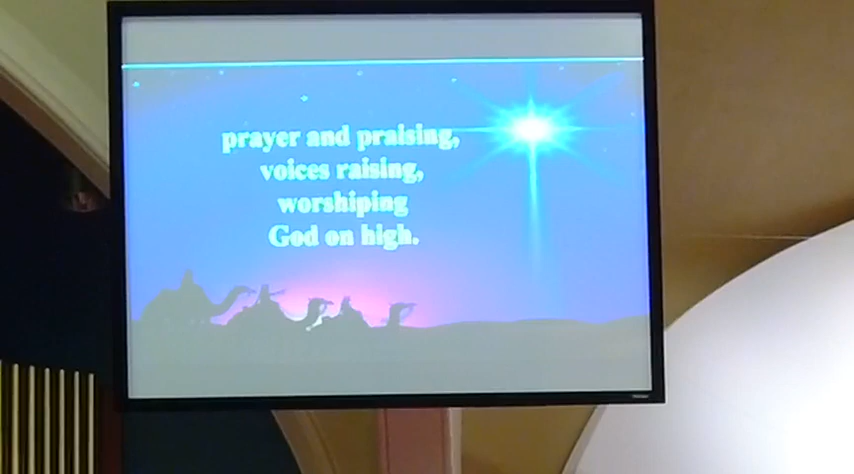 prayer and praising,
voices raising,
worshiping
God on high.